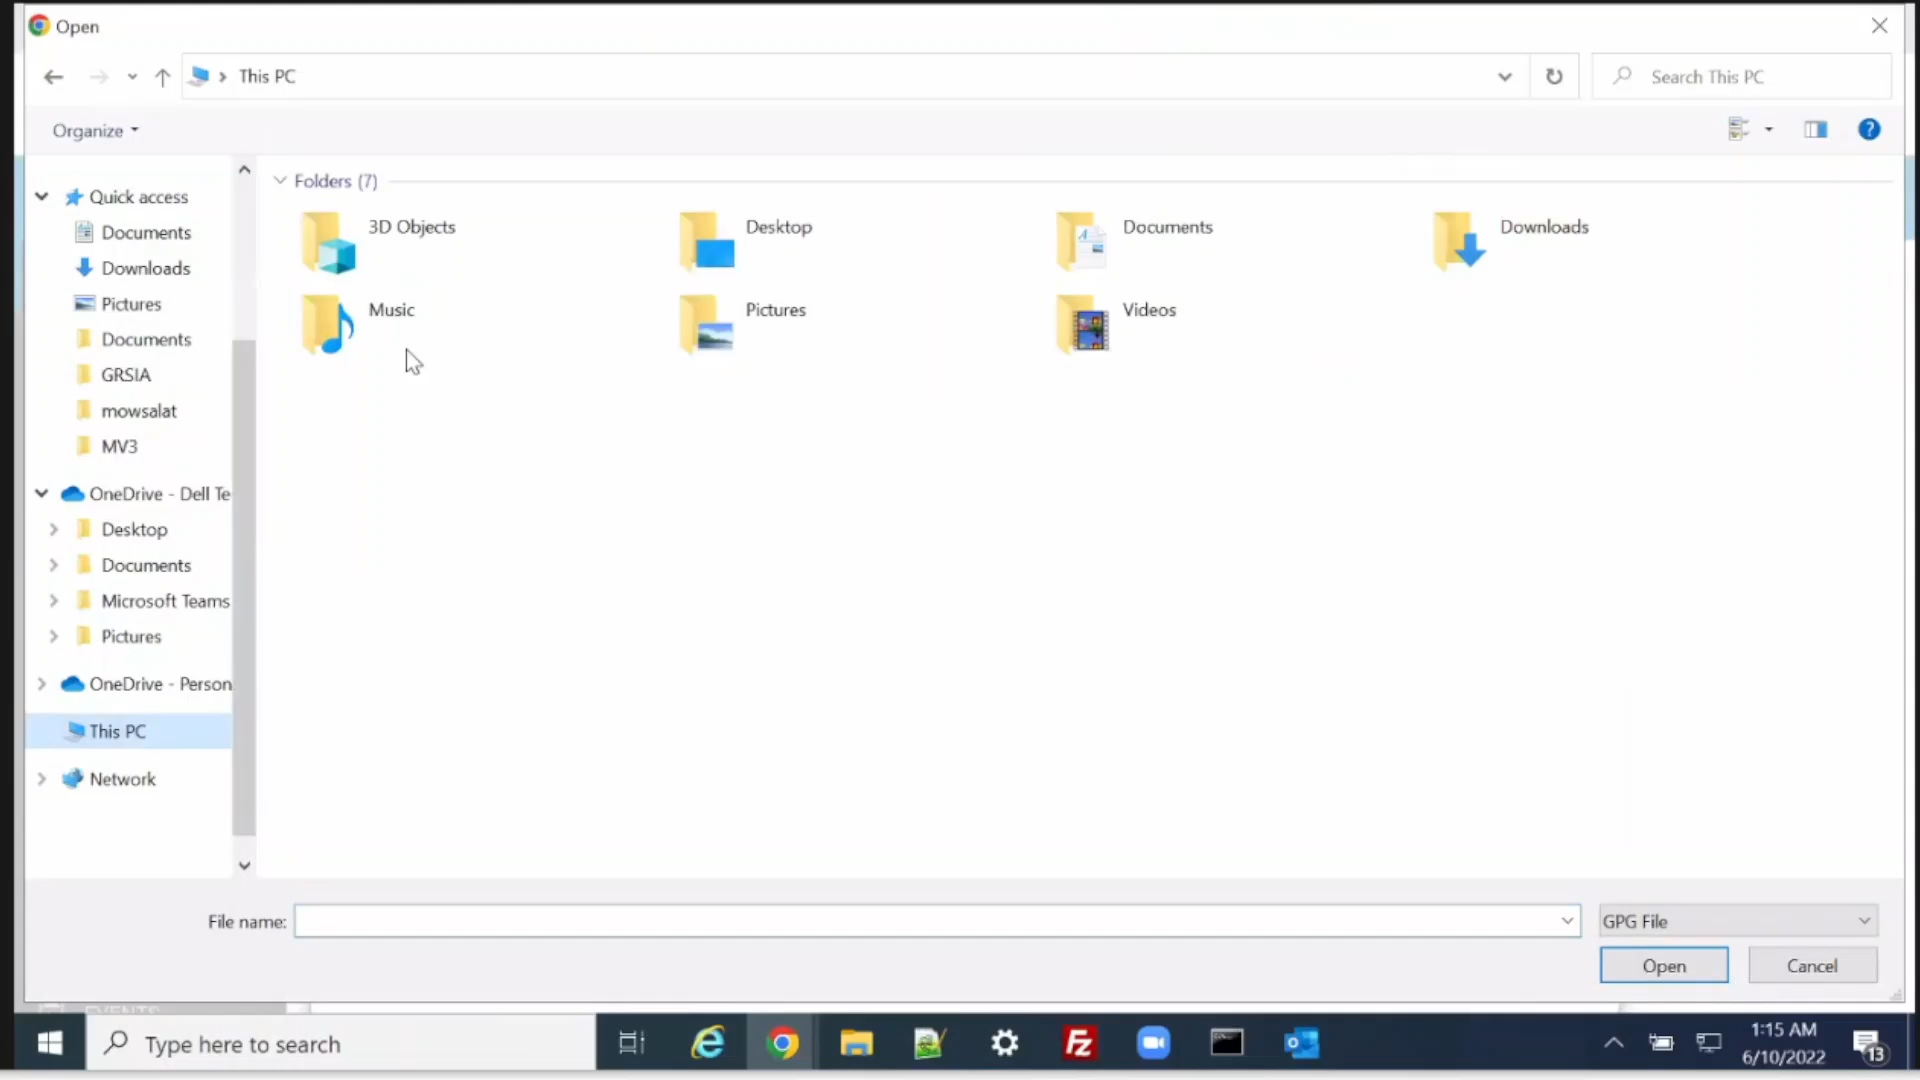 Open
This PC
Search This PC
Organize
Quick access
Documents
Downloads
Pictures
Documents
GRSIA
mowsalat
MV3
OneDrive - Dell Te
Desktop
Documents
Microsoft Teams
Pictures
OneDrive - Person
This PC
Network
Folders (7)
3D Objects
Desktop
Documents
Downloads
Music
Pictures
Videos
File name:
GPG File
Open
Cancel
EVENTS
Type here to search
1:15 AM
6/10/2022
13